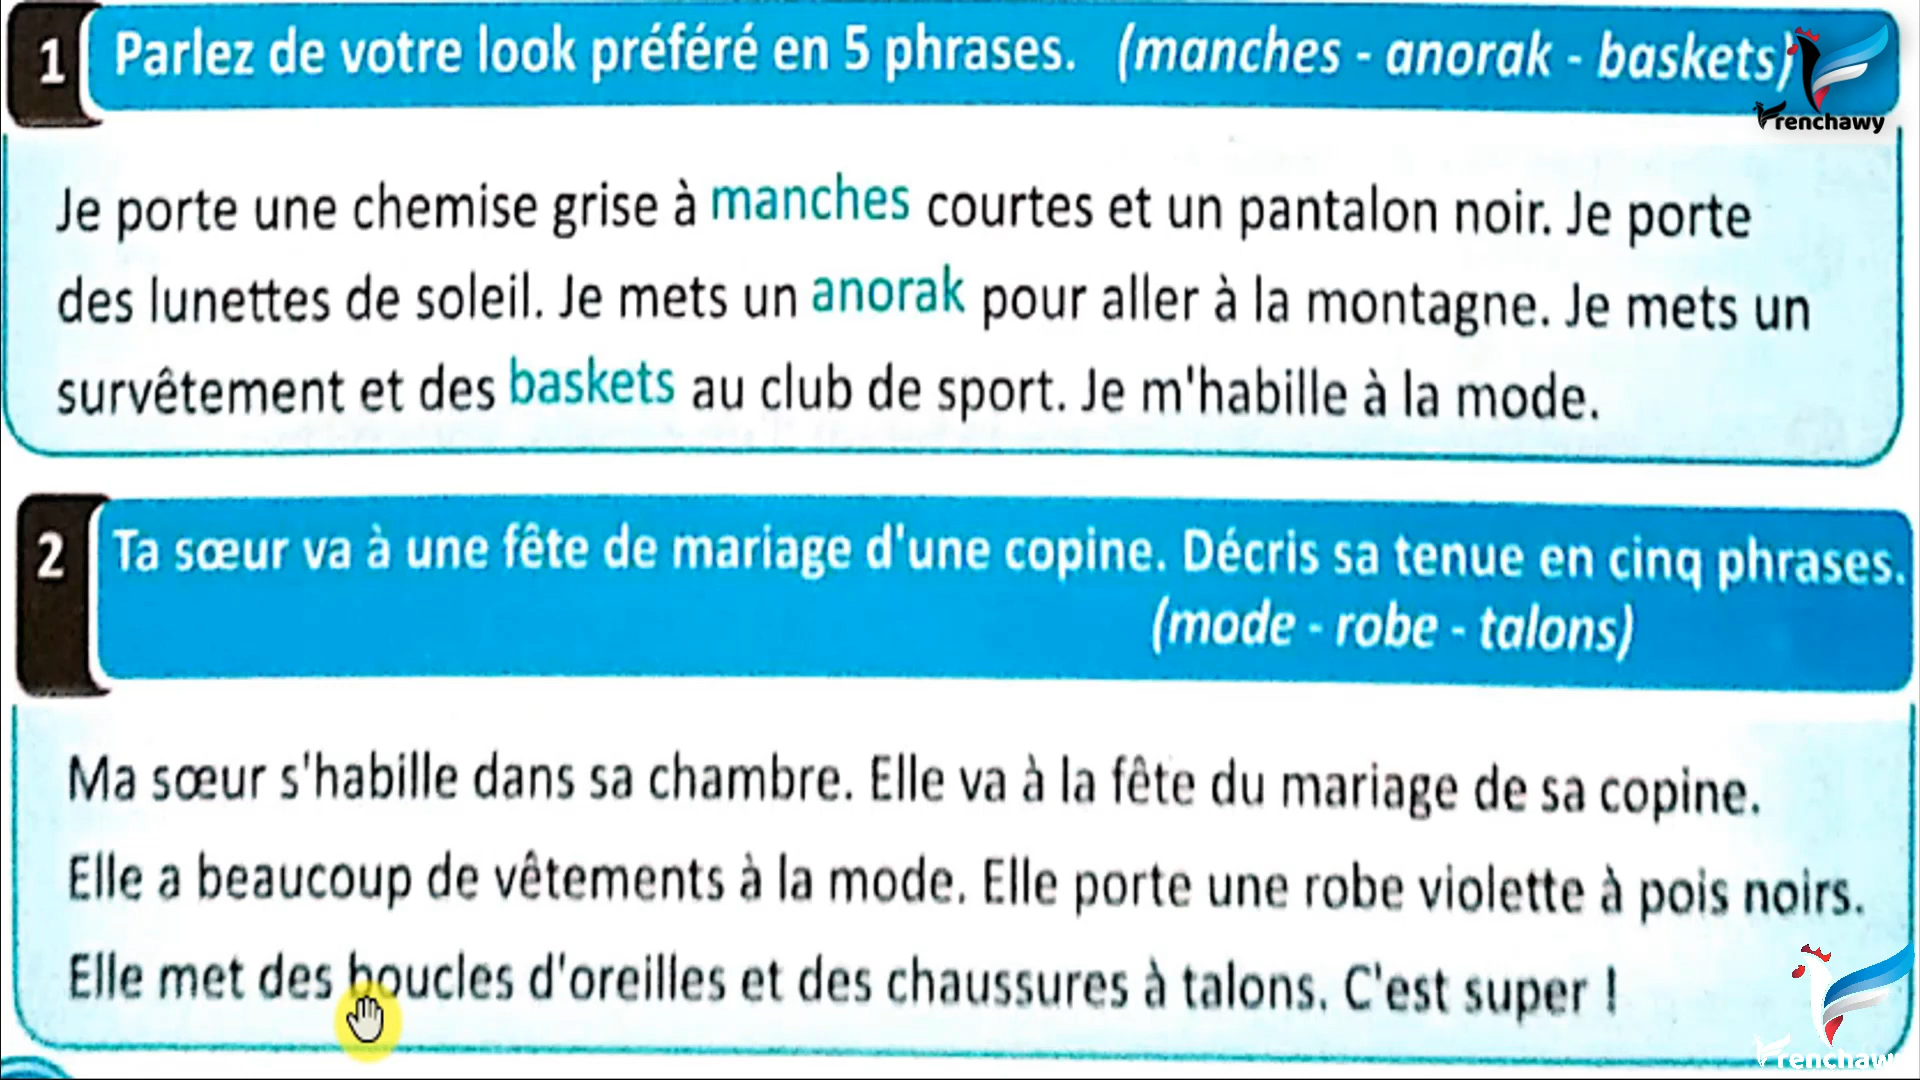 1 Parlez de votre look préféré en 5 phrases. (manches - anorak - baskets)
Frenchawy
Je porte une chemise grise à manches courtes et un pantalon noir. Je porte
des lunettes de soleil. Je mets un anorak pour aller à la montagne. Je mets un
survêtement et des baskets au club de sport. Je m'habille à la mode.
2 Ta sœur va à une fête de mariage d'une copine. Décris sa tenue en cinq phrases.
(mode - robe - talons)
Ma sœur s'habille dans sa chambre. Elle va à la fête du mariage de sa copine.
Elle a beaucoup de vêtements à la mode. Elle porte une robe violette à pois noirs.
Elle met des boucles d'oreilles et des chaussures à talons. C'est super !
Frenchawy